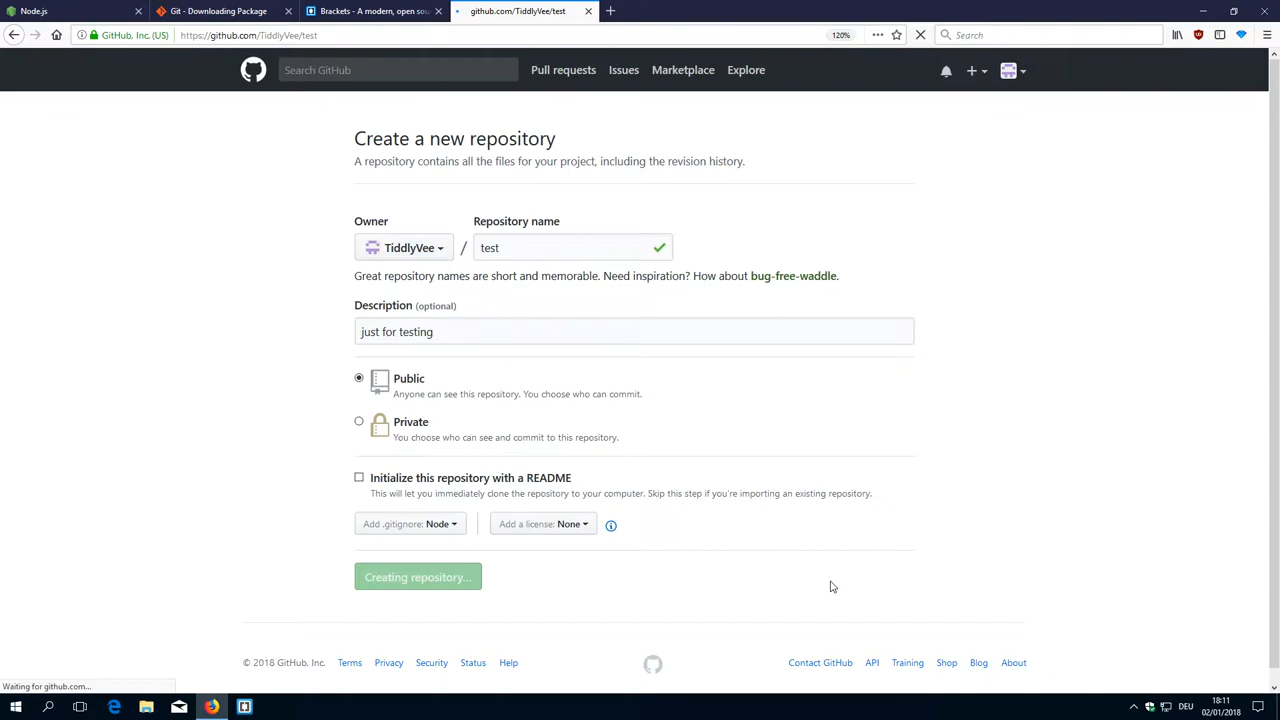 Node.js
Git - Downloading Package
Brackets - A modern, open sou
github.com/TiddlyVee/test
GitHub, Inc. (US)
https://github.com/TiddlyVee/test
120%
Search
Search GitHub
Pull requests
Issues
Marketplace
Explore
Create a new repository
A repository contains all the files for your project, including the revision history.
Owner
Repository name
TiddlyVee
/
test
Great repository names are short and memorable. Need inspiration? How about bug-free-waddle.
Description (optional)
just for testing
Public
Anyone can see this repository. You choose who can commit.
Private
You choose who can see and commit to this repository.
Initialize this repository with a README
This will let you immediately clone the repository to your computer. Skip this step if you're importing an existing repository.
Add .gitignore: Node
Add a license: None
Creating repository...
© 2018 GitHub, Inc.
Terms
Privacy
Security
Status
Help
Contact GitHub
API
Training
Shop
Blog
About
Waiting for github.com...
DEU
18:11
02/01/2018